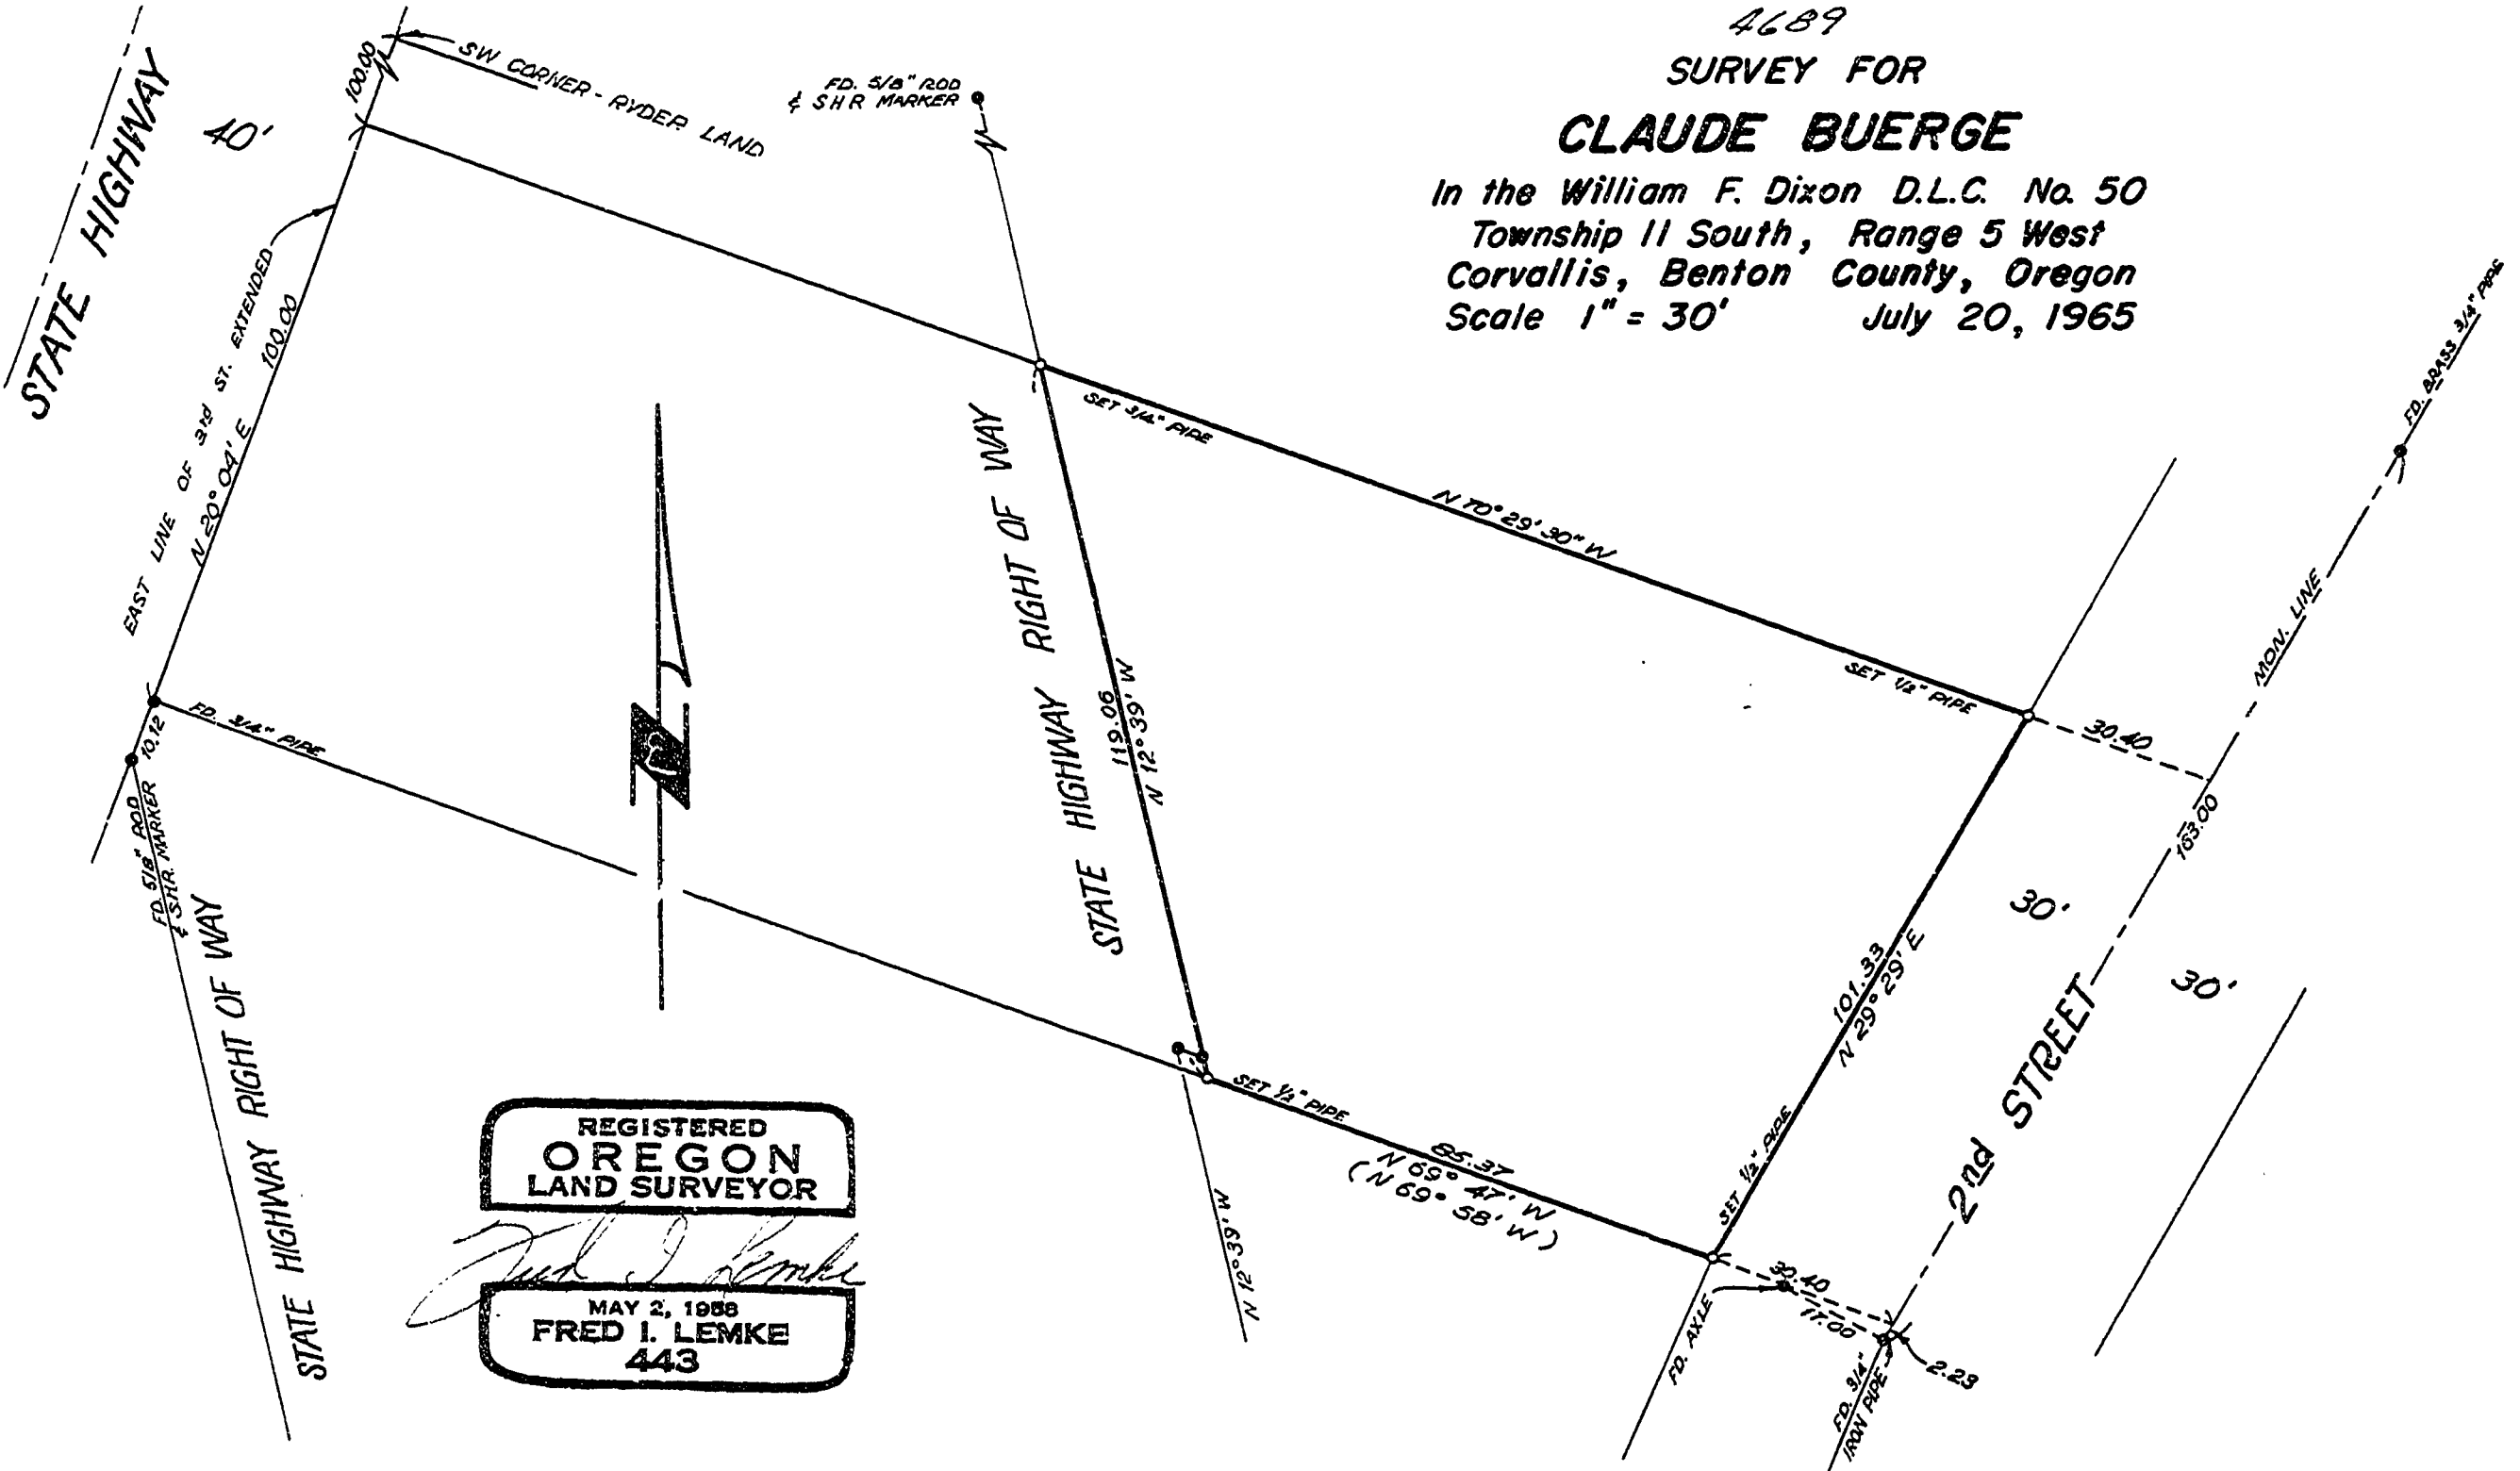 4689
SURVEY FOR
CLAUDE BUERGE
In the William F. Dixon D.L.C. No. 50
Township 11 South, Range 5 West
Corvallis, Benton County, Oregon
Scale 1" = 30' July 20, 1965
STATE HIGHWAY
40'
100.00
SW CORNER - RYDER LAND
FD. 5/8" ROD
& SHR MARKER
EAST LINE OF 3rd ST. EXTENDED
N 20° 04' E 100.00
FD. 3/4" PIPE
10.12
FD. 5/8" ROD
& SHR. MARKER
STATE HIGHWAY RIGHT OF WAY
N
STATE HIGHWAY RIGHT OF WAY
119.06
N 12° 39' W
SET 3/4" PIPE
N 70° 29' 30" W
SET 1/2" PIPE
30.40
FD. BRASS 3/4" PIPE
MON. LINE
153.00
30'
30'
2nd STREET
101.33
N 29° 29' E
SET 1/2" PIPE
SET 1/2" PIPE
85.37
N 69° 47' W
(N 69° 58' W)
N 12° 39' W
30.40
17.00
2.23
FD. AXLE
FD. 3/4"
IRON PIPE
REGISTERED
OREGON
LAND SURVEYOR
Fred I Lemke
MAY 2, 1958
FRED I. LEMKE
443